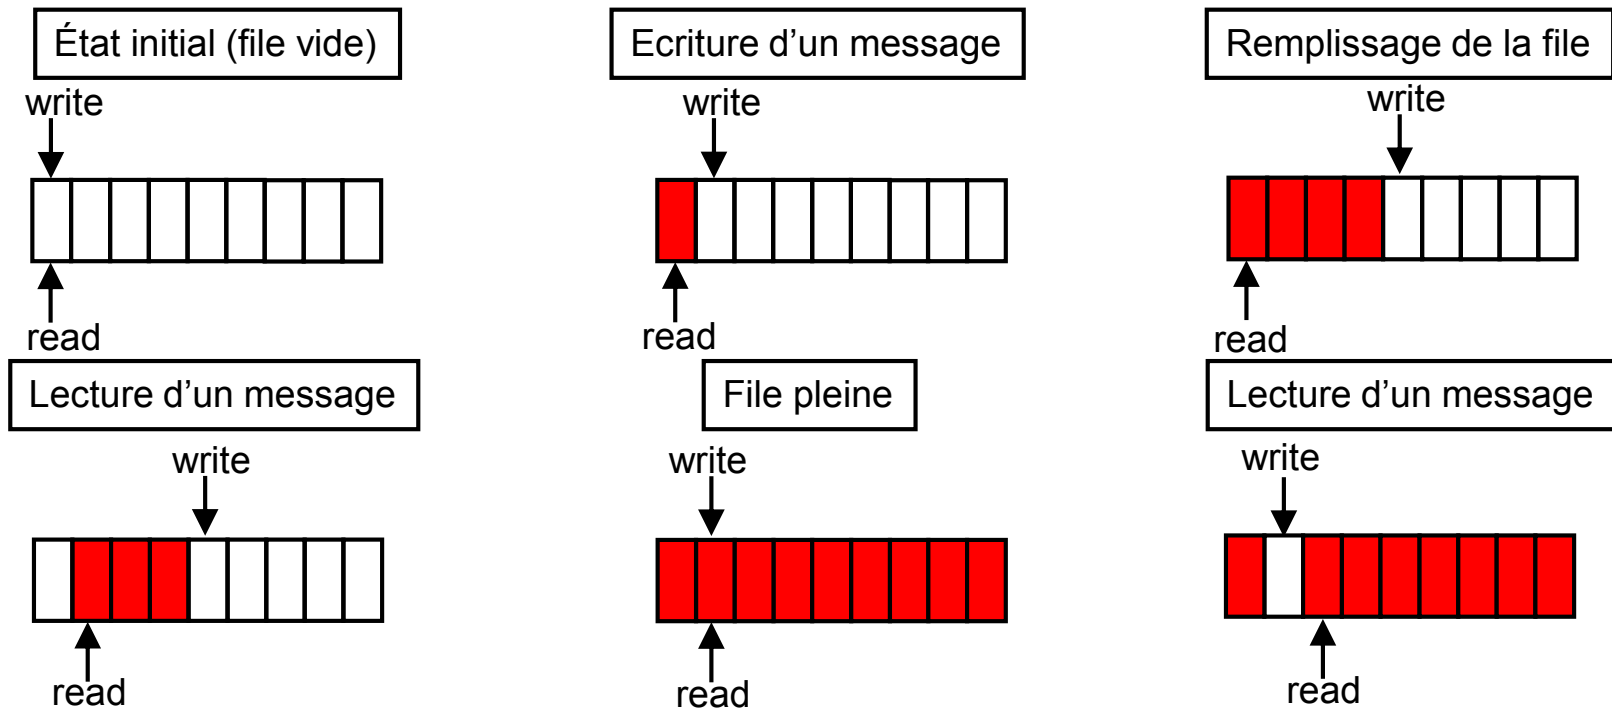 État initial (file vide)
write
read
Ecriture d’un message
write
read
Remplissage de la file
write
read
Lecture d’un message
write
read
File pleine
write
read
Lecture d’un message
write
read